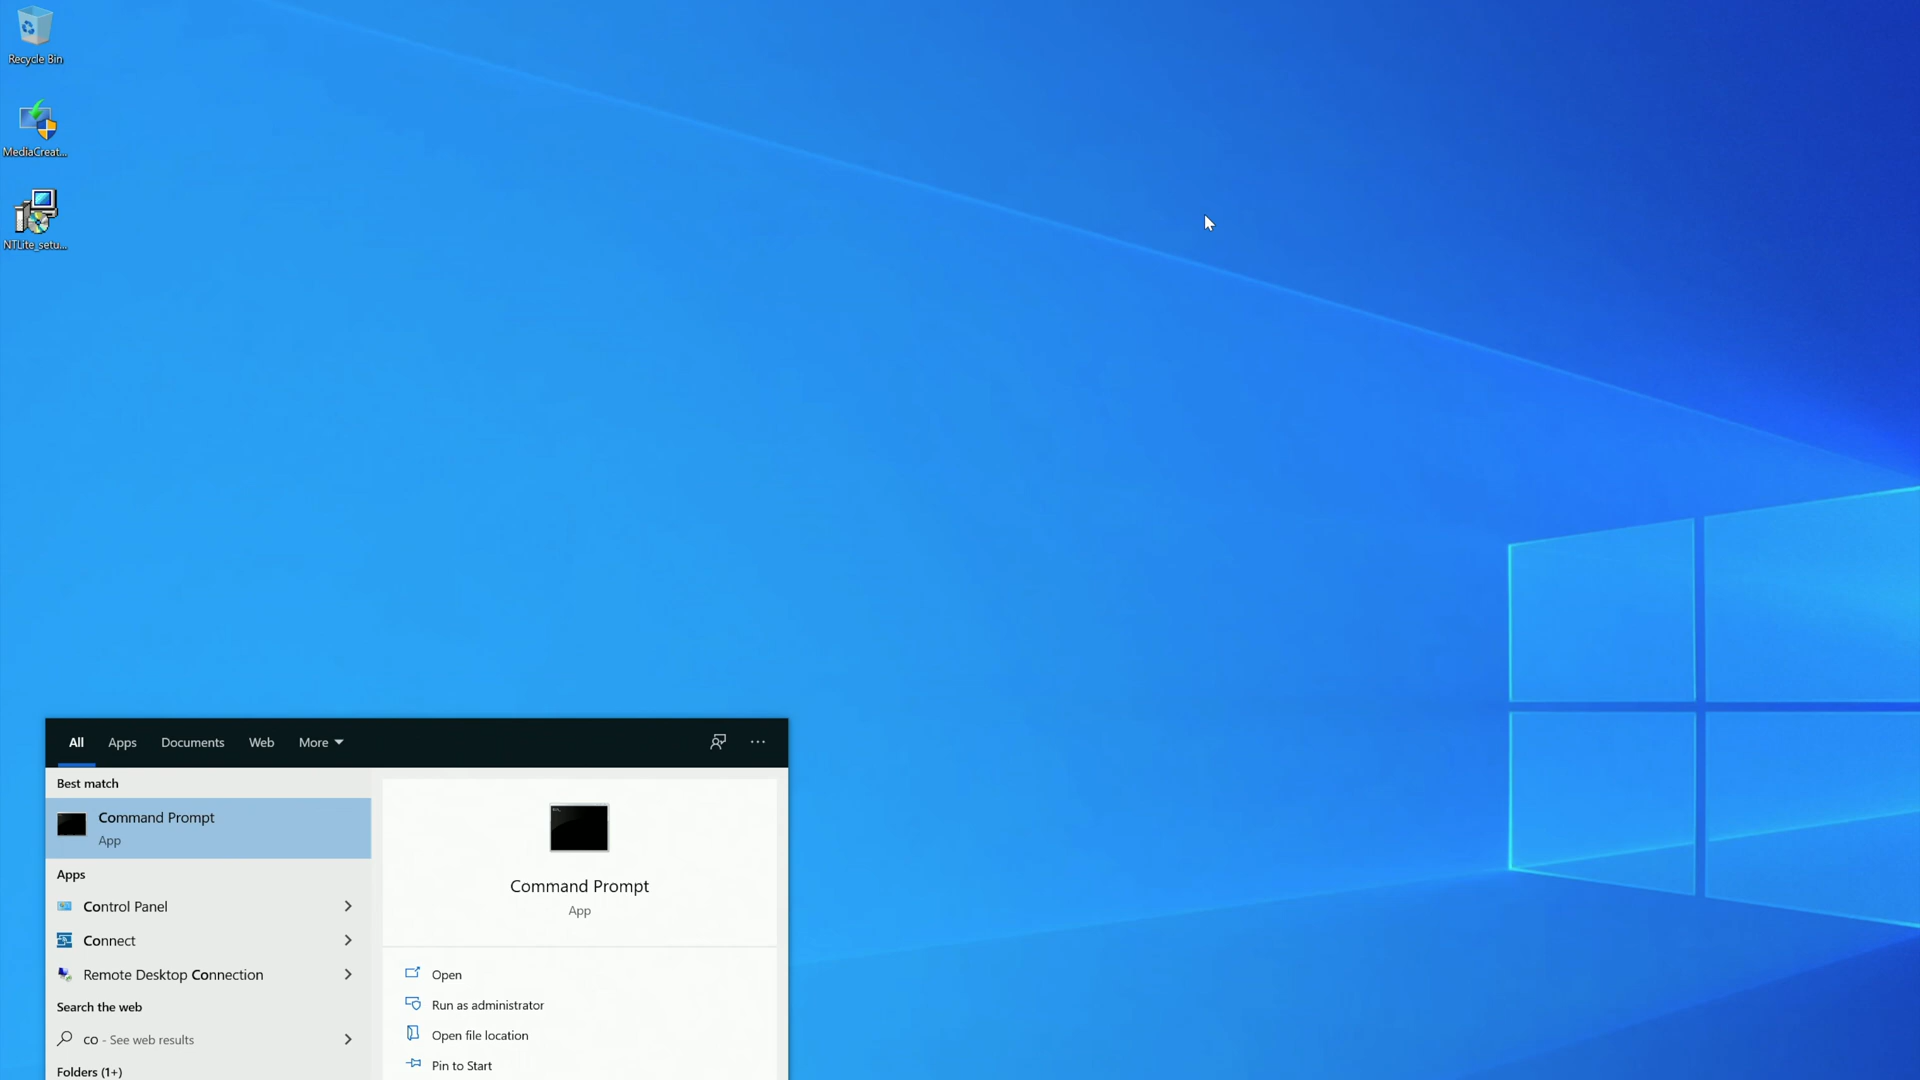 Recycle Bin
MediaCreat...
NTLite_setu...
All Apps Documents Web More
Best match
Command Prompt
App
Apps
Control Panel
Connect
Remote Desktop Connection
Search the web
co - See web results
Folders (1+)
Command Prompt
App
Open
Run as administrator
Open file location
Pin to Start